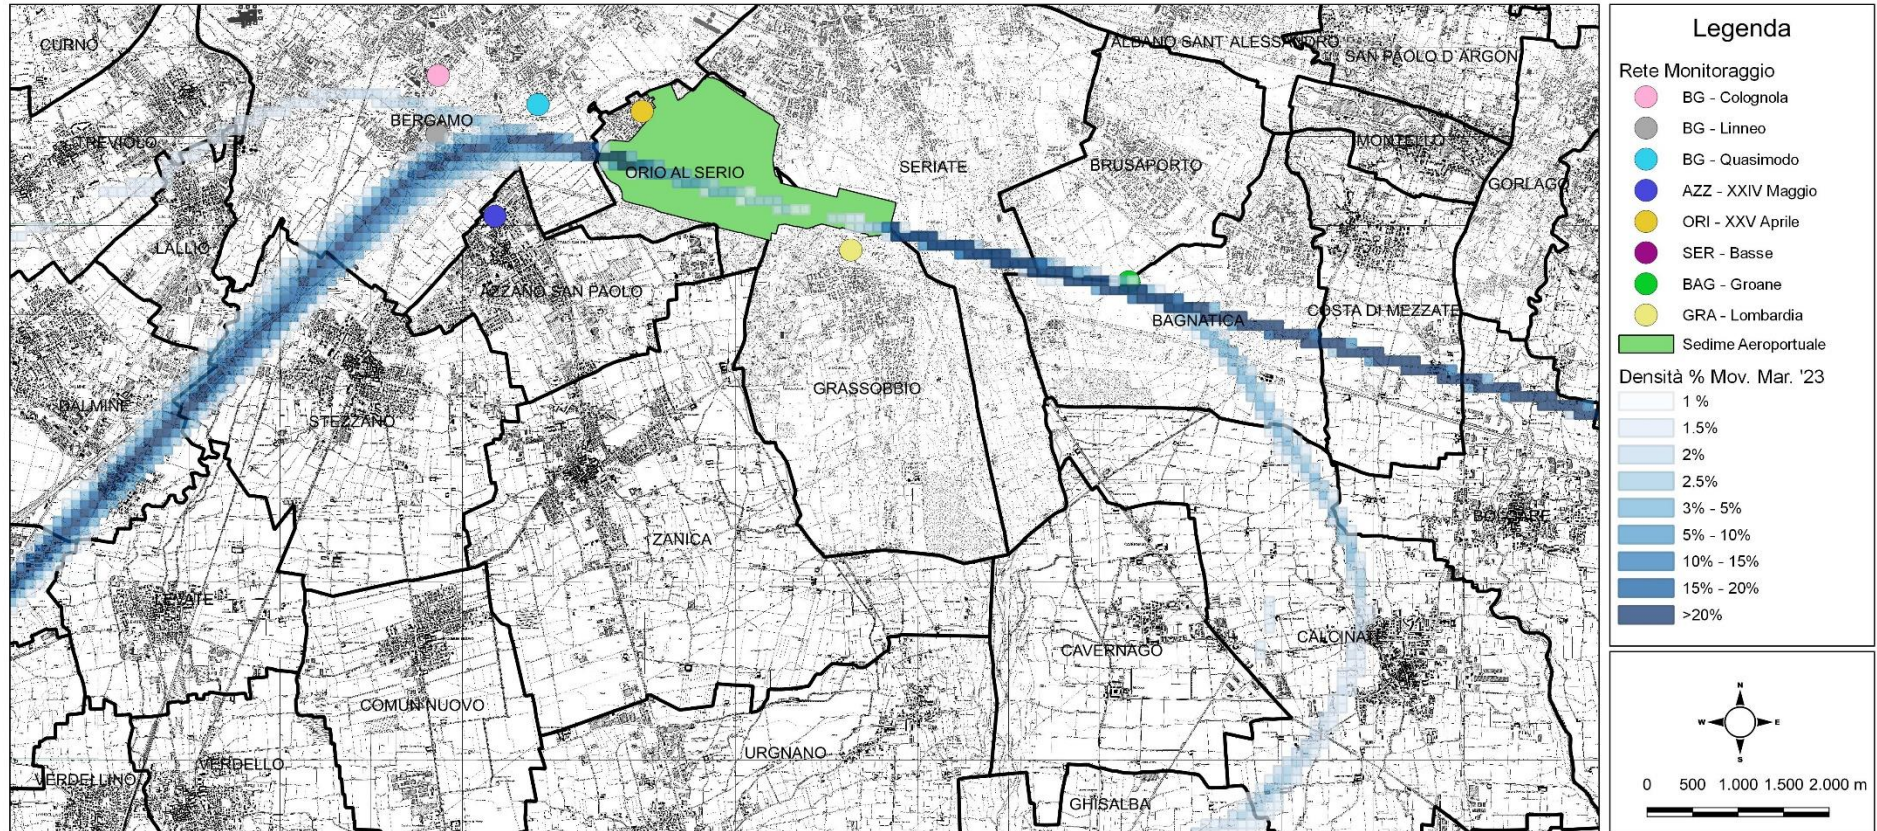 CURNO
ALBANO SANT'ALESSANDRO
SAN PAOLO D'ARGON
BERGAMO
TREVIOLO
MONTELLO
ORIO AL SERIO
SERIATE
BRUSAPORTO
GORLAGO
LALLIO
AZZANO SAN PAOLO
BAGNATICA
COSTA DI MEZZATE
GRASSOBBIO
DALMINE
STEZZANO
BOLGARE
ZANICA
LEVATE
CALCINATE
CAVERNAGO
COMUN NUOVO
URGNANO
VERDELLO
VERDELLINO
GHISALBA
Legenda
Rete Monitoraggio
BG - Colognola
BG - Linneo
BG - Quasimodo
AZZ - XXIV Maggio
ORI - XXV Aprile
SER - Basse
BAG - Groane
GRA - Lombardia
Sedime Aeroportuale
Densità % Mov. Mar. '23
1 %
1.5%
2%
2.5%
3% - 5%
5% - 10%
10% - 15%
15% - 20%
>20%
N
W E
S
0 500 1.000 1.500 2.000 m